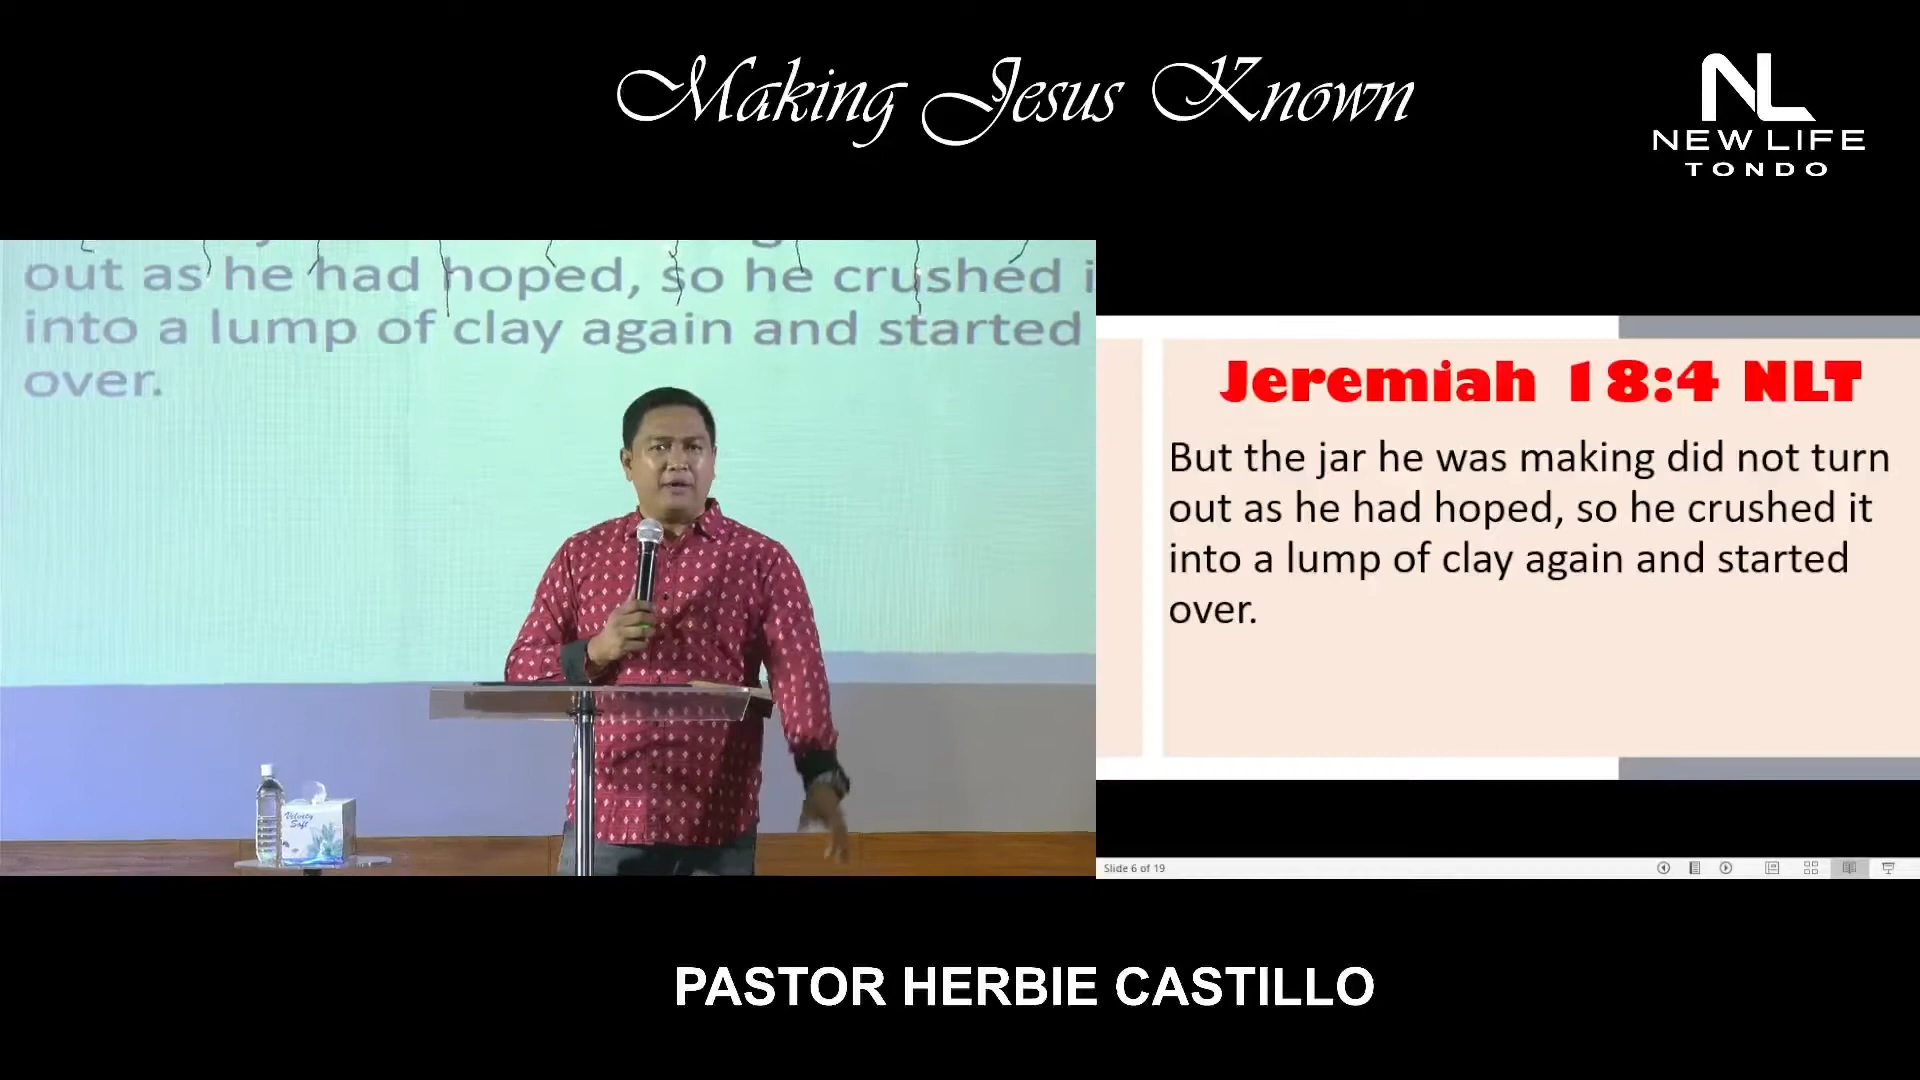 Making Jesus Known
NL
NEW LIFE
TONDO
out as he had hoped, so he crushed i
into a lump of clay again and started
over.
Velvety
Soft
Jeremiah 18:4 NLT
But the jar he was making did not turn
out as he had hoped, so he crushed it
into a lump of clay again and started
over.
Slide 6 of 19
PASTOR HERBIE CASTILLO